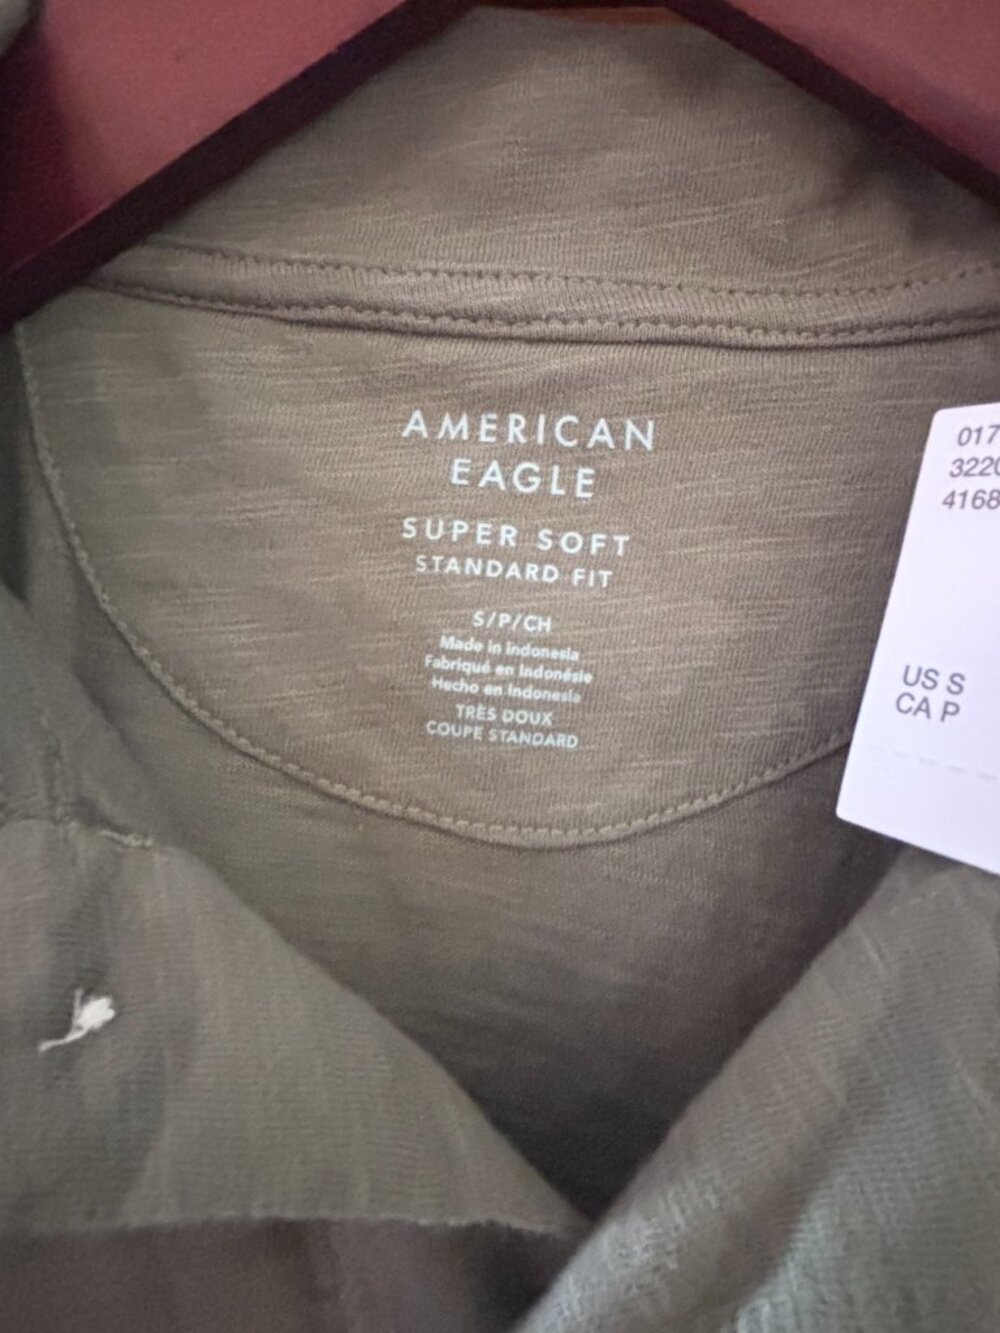 AMERICAN
EAGLE
SUPER SOFT
STANDARD FIT
S/P/CH
Made in Indonesia
Fabriqué en Indonésie
Hecho en Indonesia
TRÈS DOUX
COUPE STANDARD
017
3220
4168
US S
CA P